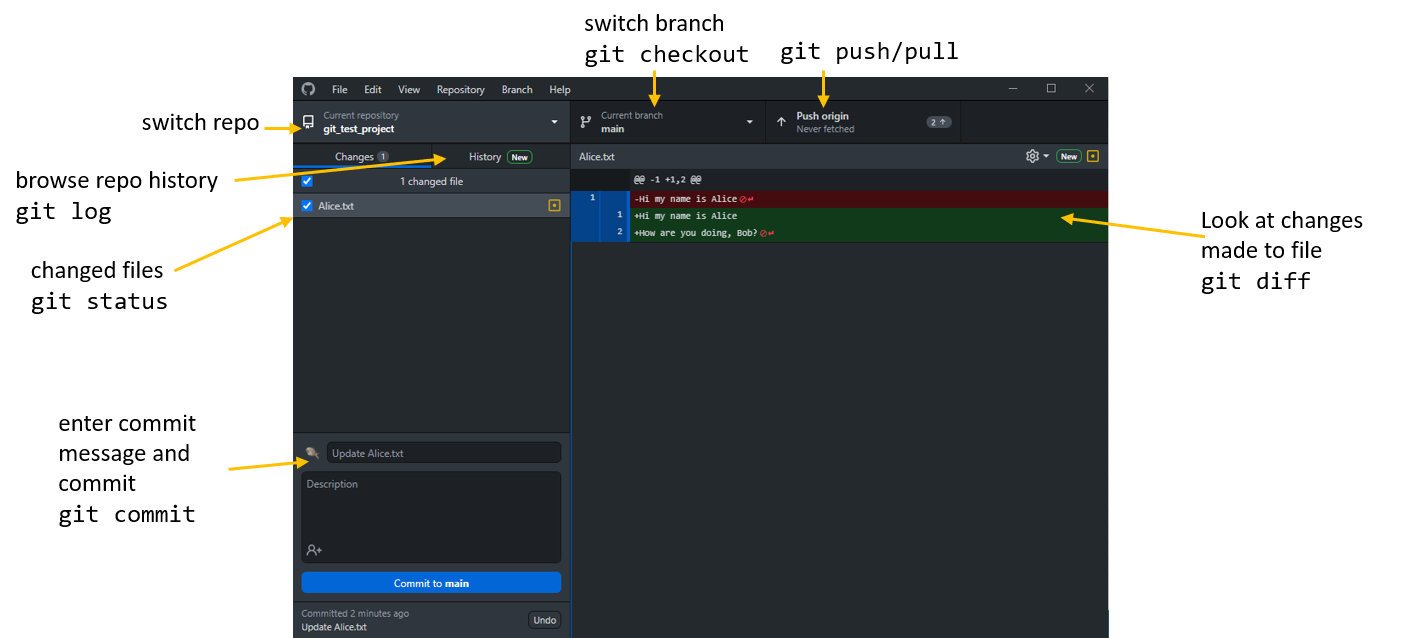 switch branch
git checkout
git push/pull
File Edit View Repository Branch Help
switch repo
Current repository
git_test_project
Current branch
main
Push origin
Never fetched
2
Changes 1
History New
Alice.txt
New
browse repo history
git log
1 changed file
@@ -1 +1,2 @@
Alice.txt
1 -Hi my name is Alice
1 +Hi my name is Alice
2 +How are you doing, Bob?
Look at changes
made to file
git diff
changed files
git status
enter commit
message and
commit
git commit
Update Alice.txt
Description
Commit to main
Committed 2 minutes ago
Update Alice.txt
Undo